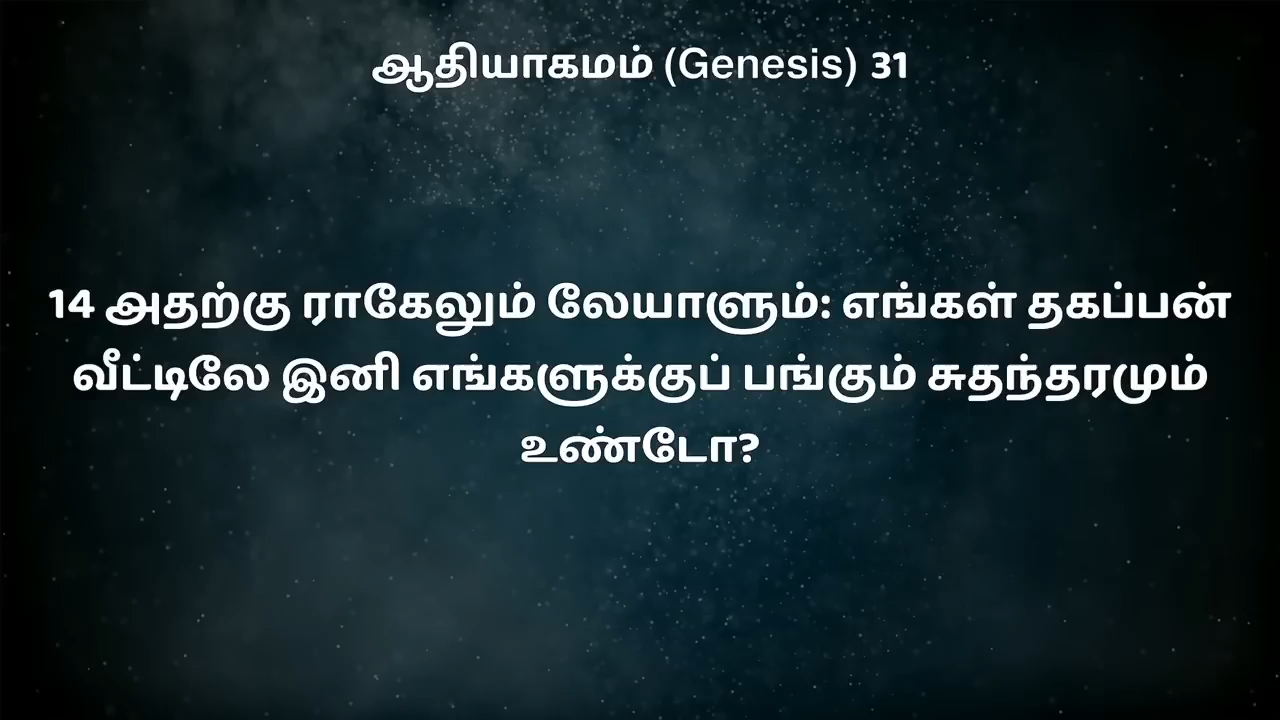 ஆதியாகமம் (Genesis) 31
14 அதற்கு ராகேலும் லேயாளும்: எங்கள் தகப்பன்
வீட்டிலே இனி எங்களுக்குப் பங்கும் சுதந்தரமும்
உண்டோ?